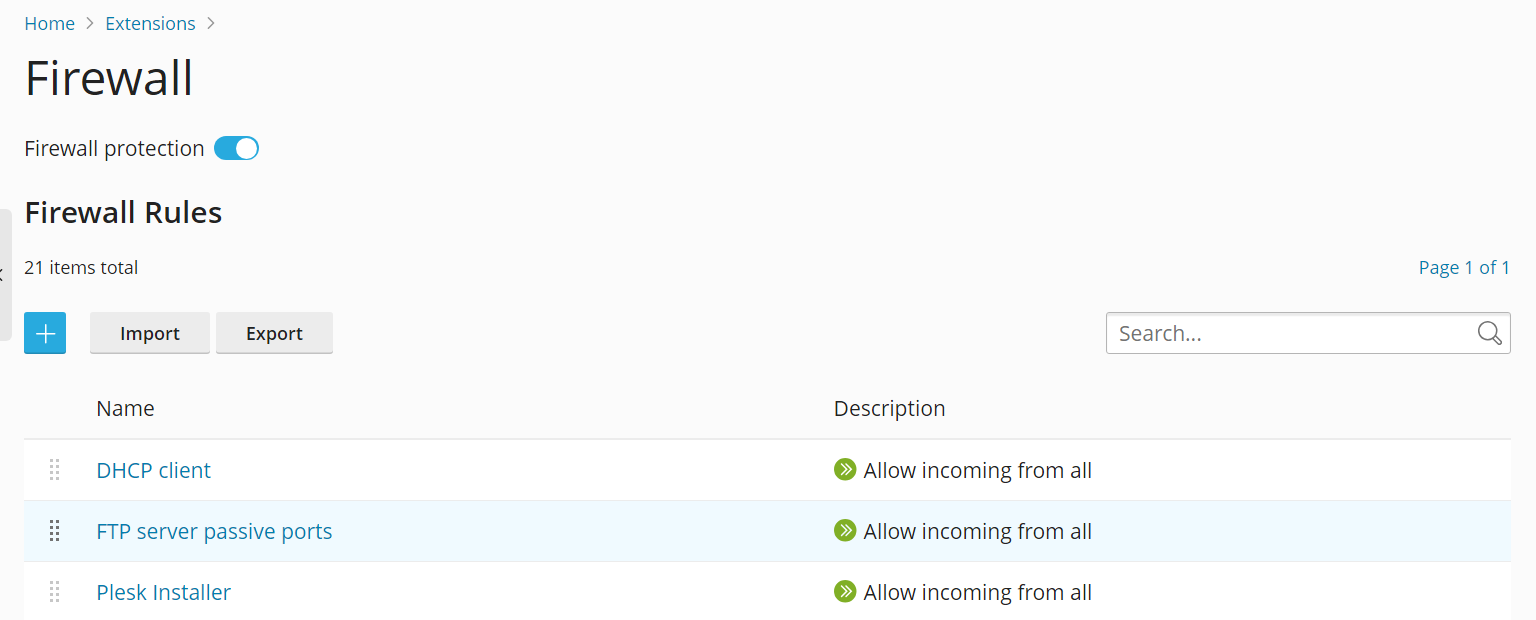 Home > Extensions >
Firewall
Firewall protection
Firewall Rules
21 items total
Page 1 of 1
Import Export
Search...
Name Description
DHCP client Allow incoming from all
FTP server passive ports Allow incoming from all
Plesk Installer Allow incoming from all